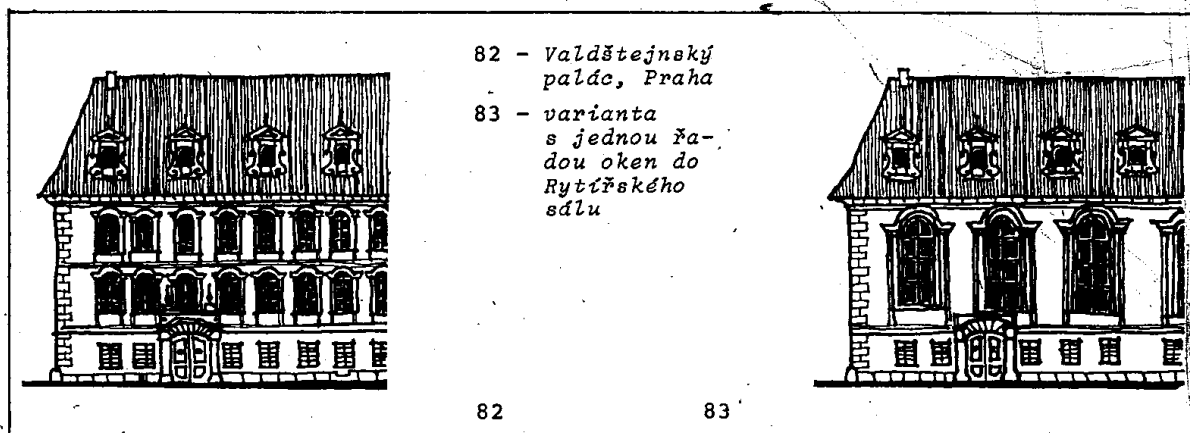 82 - Valdštejnský
palác, Praha
83 - varianta
s jednou řa-
dou oken do
Rytířského
sálu
82
83